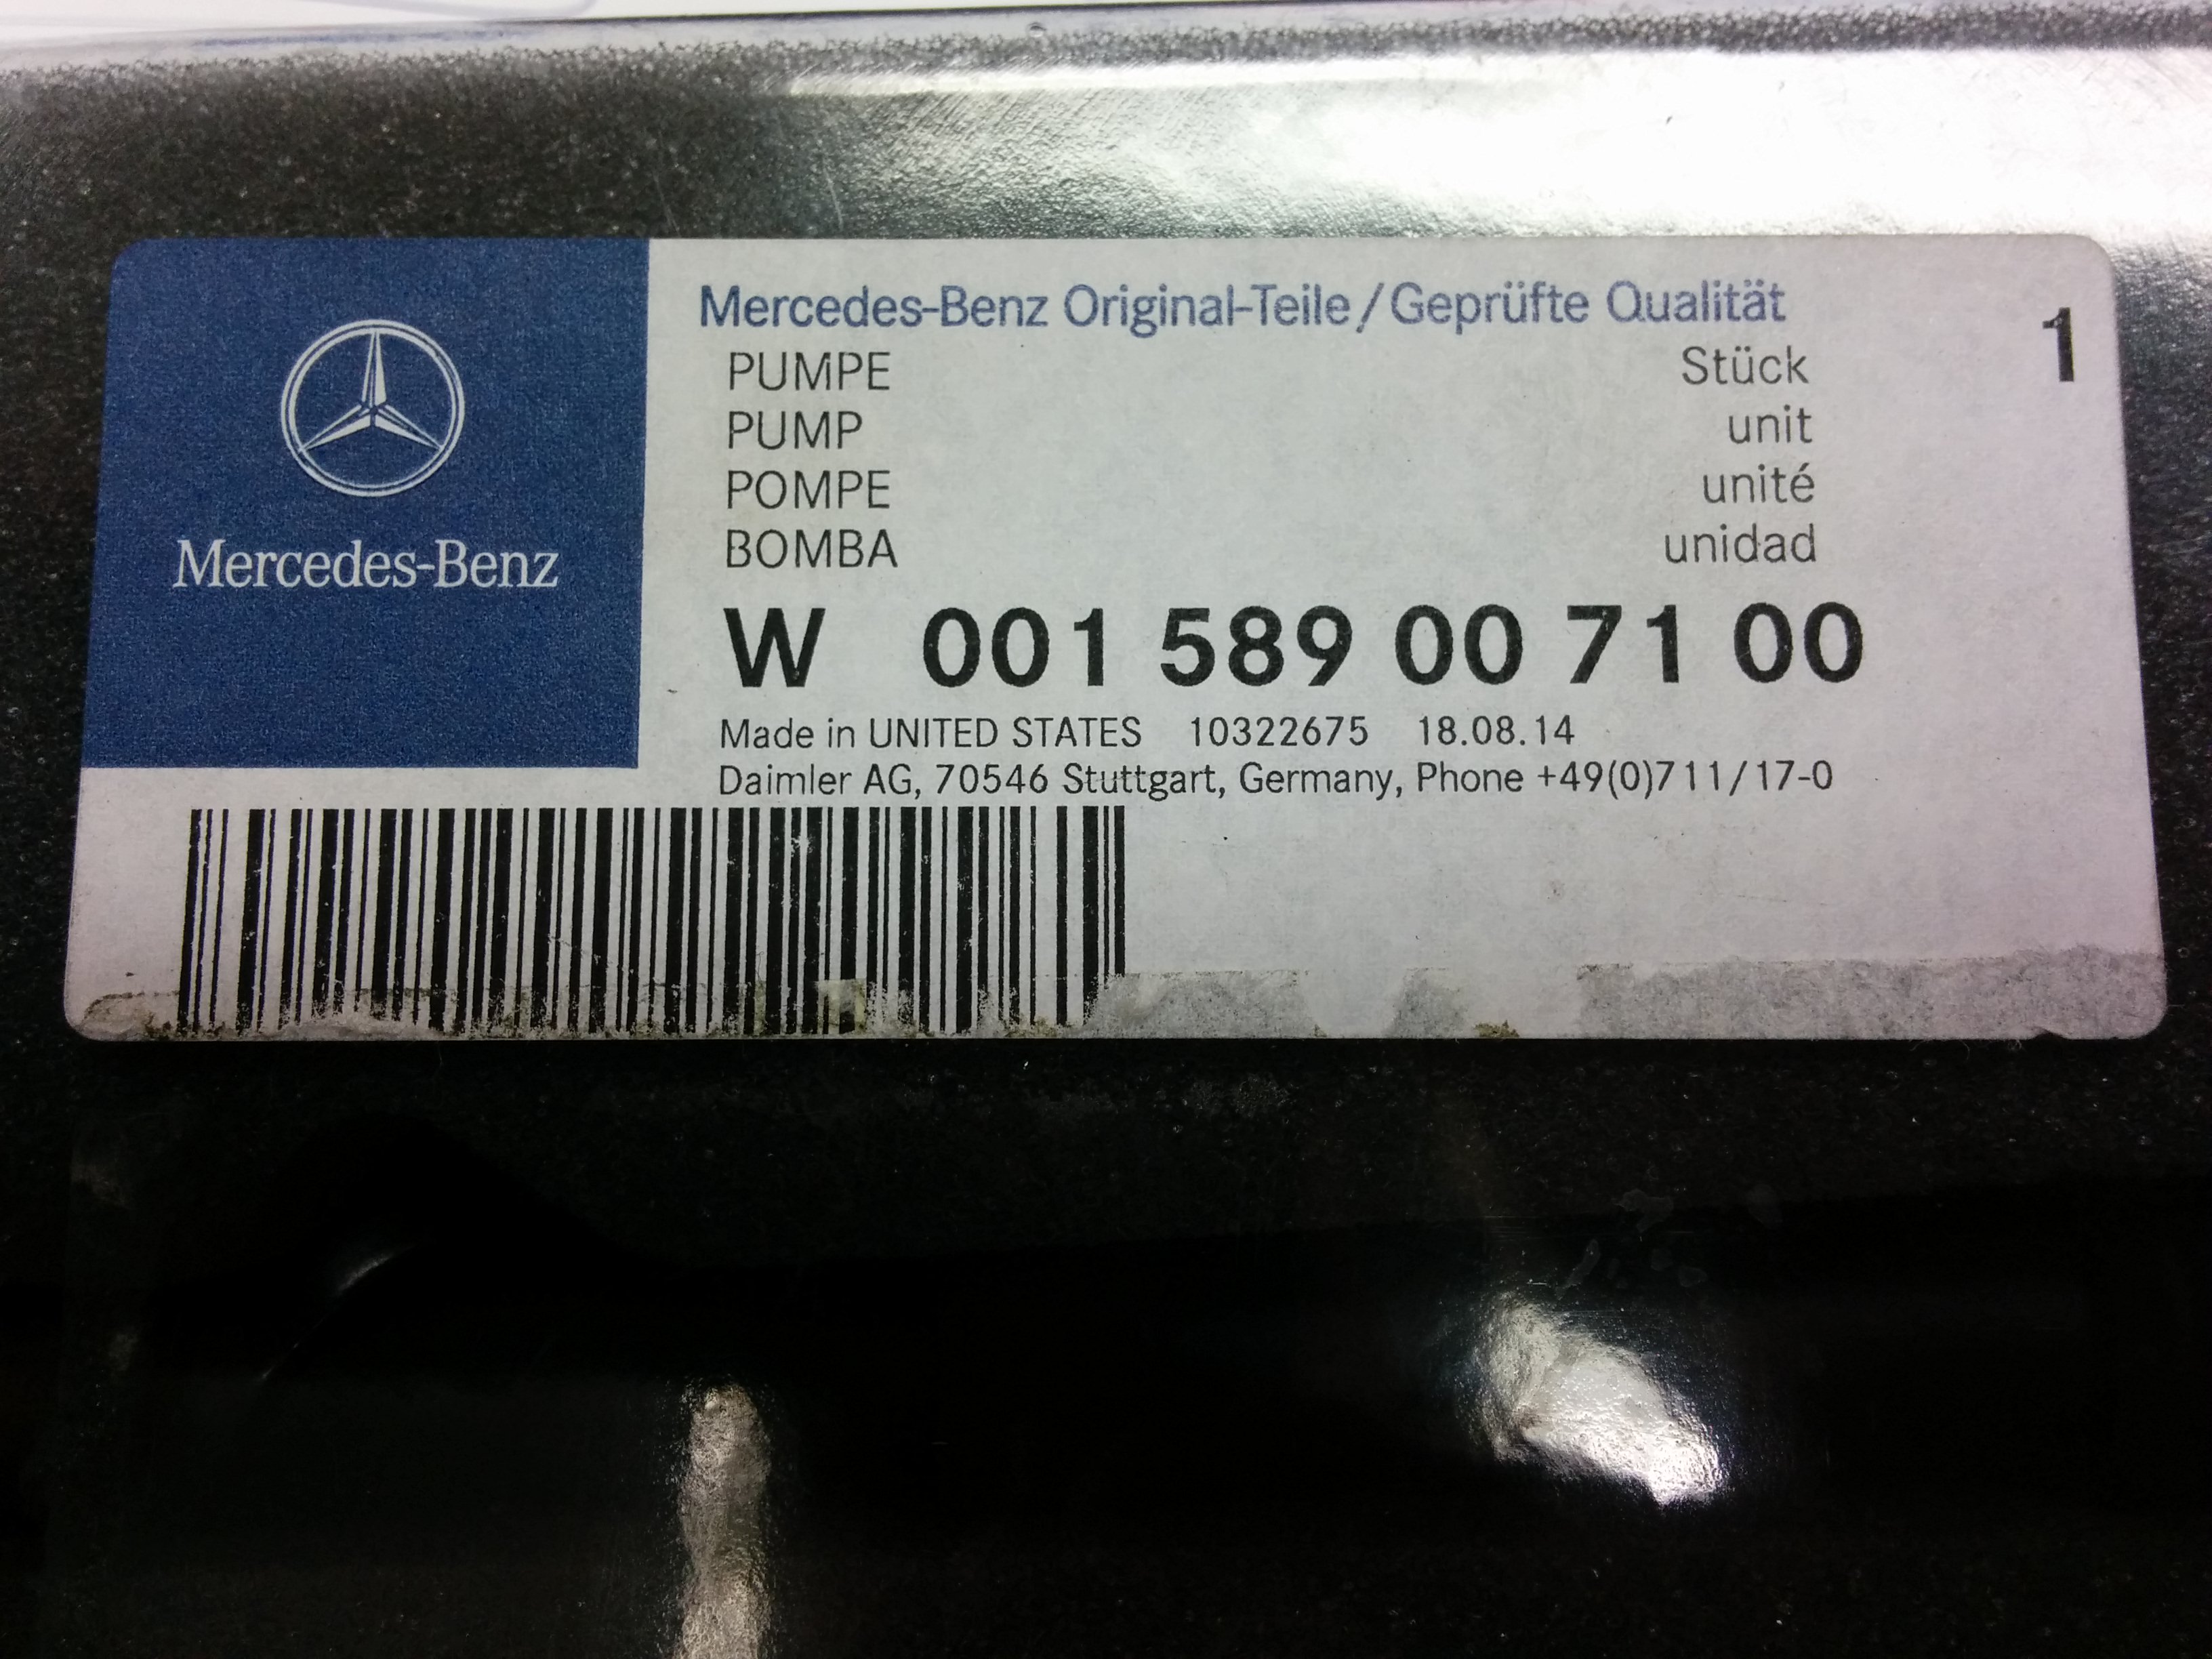 Mercedes-Benz
Mercedes-Benz Original-Teile/Geprüfte Qualität
PUMPE Stück 1
PUMP unit
POMPE unité
BOMBA unidad
W 001 589 00 71 00
Made in UNITED STATES 10322675 18.08.14
Daimler AG, 70546 Stuttgart, Germany, Phone +49(0)711/17-0